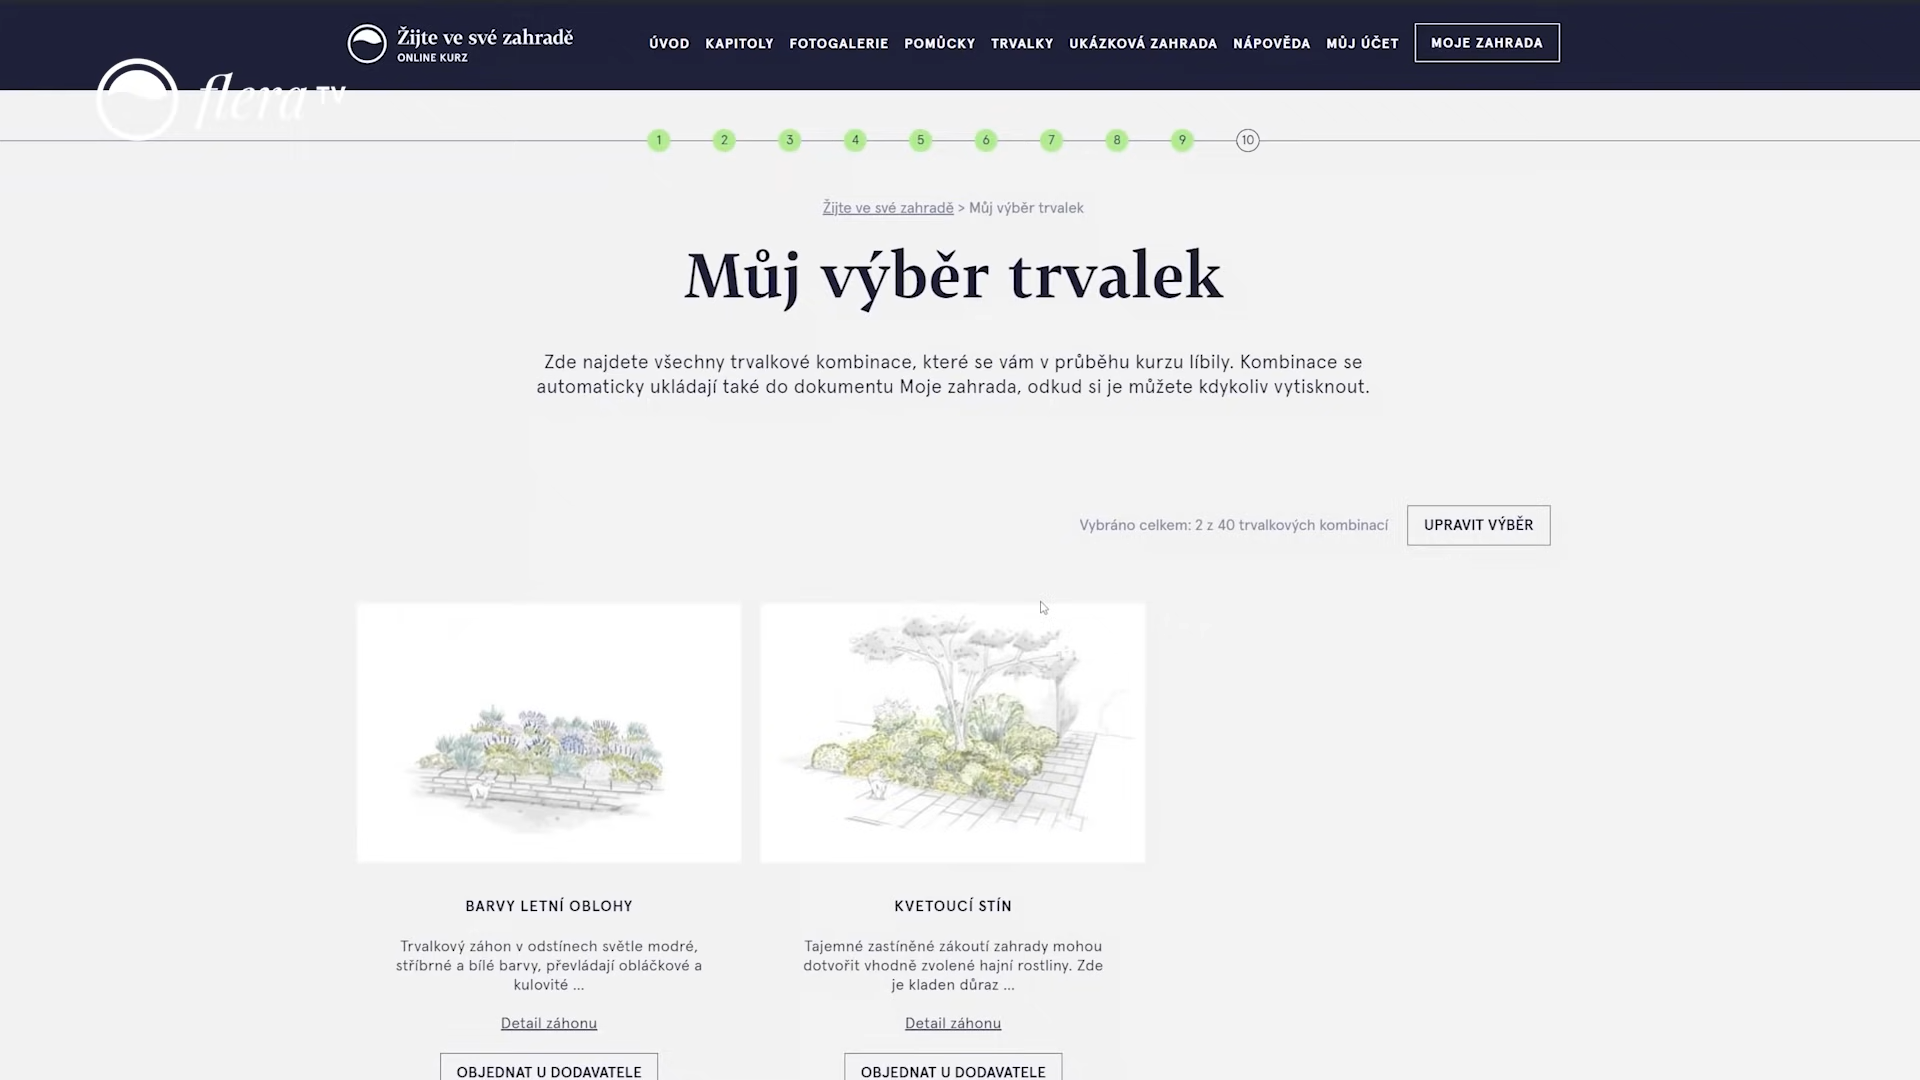 Žijte ve své zahradě
ONLINE KURZ
ÚVOD KAPITOLY FOTOGALERIE POMŮCKY TRVALKY UKÁZKOVÁ ZAHRADA NÁPOVĚDA MŮJ ÚČET MOJE ZAHRADA
flera TV
1 2 3 4 5 6 7 8 9 10
Žijte ve své zahradě > Můj výběr trvalek
Můj výběr trvalek
Zde najdete všechny trvalkové kombinace, které se vám v průběhu kurzu líbily. Kombinace se
automaticky ukládají také do dokumentu Moje zahrada, odkud si je můžete kdykoliv vytisknout.
Vybráno celkem: 2 z 40 trvalkových kombinací UPRAVIT VÝBĚR
BARVY LETNÍ OBLOHY
Trvalkový záhon v odstínech světle modré,
stříbrné a bílé barvy, převládají obláčkové a
kulovité ...
Detail záhonu
OBJEDNAT U DODAVATELE
KVETOUCÍ STÍN
Tajemné zastíněné zákoutí zahrady mohou
dotvořit vhodně zvolené hajní rostliny. Zde
je kladen důraz ...
Detail záhonu
OBJEDNAT U DODAVATELE